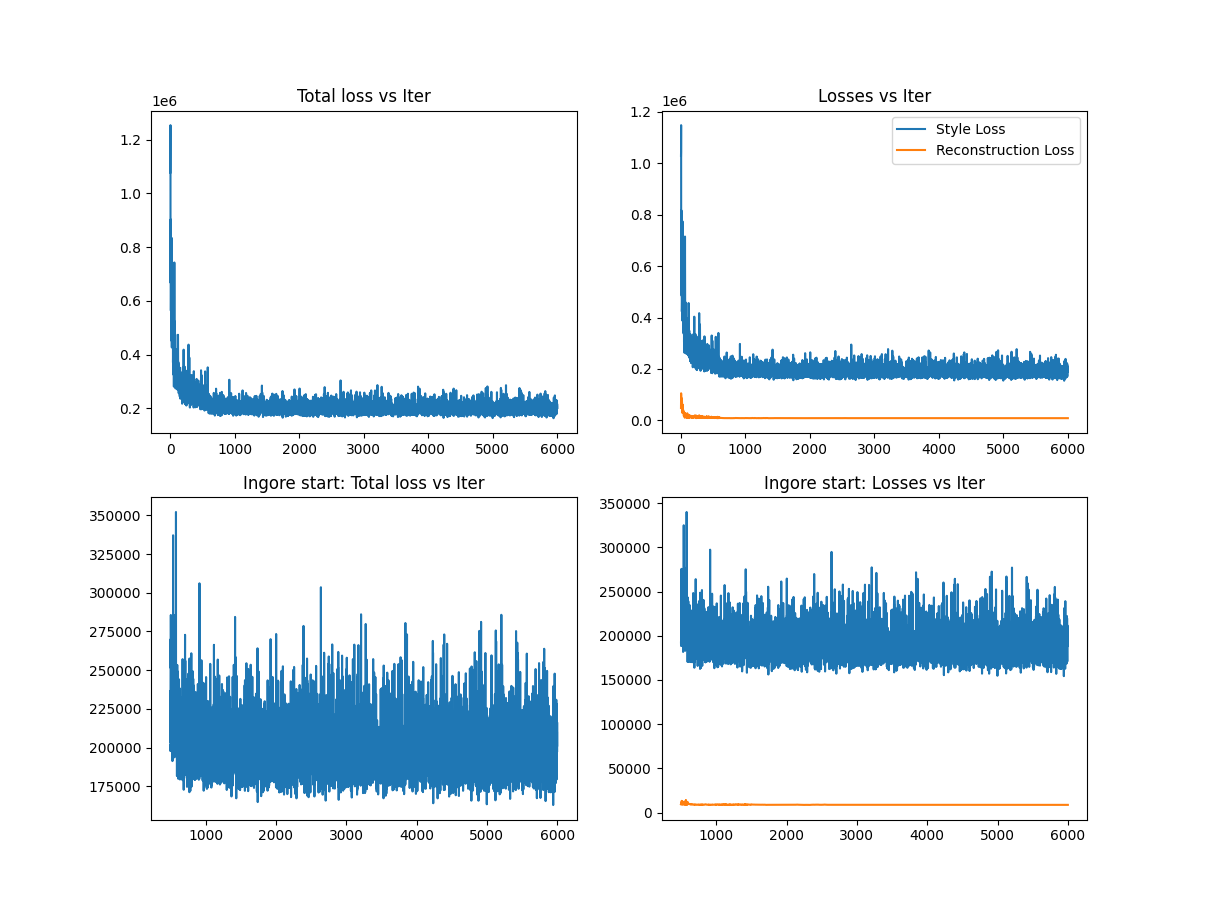 Total loss vs Iter
1e6
1.2
1.0
0.8
0.6
0.4
0.2
0 1000 2000 3000 4000 5000 6000
Losses vs Iter
1e6
Style Loss
Reconstruction Loss
1.2
1.0
0.8
0.6
0.4
0.2
0.0
0 1000 2000 3000 4000 5000 6000
Ingore start: Total loss vs Iter
350000
325000
300000
275000
250000
225000
200000
175000
1000 2000 3000 4000 5000 6000
Ingore start: Losses vs Iter
350000
300000
250000
200000
150000
100000
50000
0
1000 2000 3000 4000 5000 6000